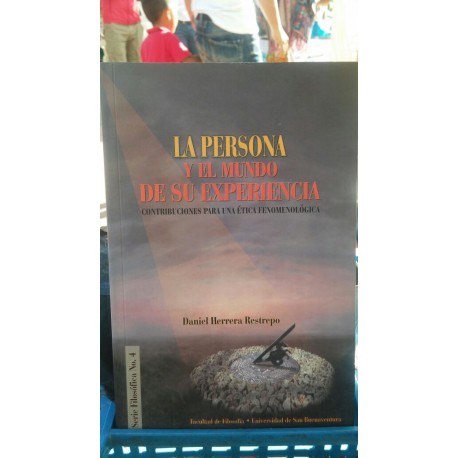 LA PERSONA
Y EL MUNDO
DE SU EXPERIENCIA
CONTRIBUCIONES PARA UNA ÉTICA FENOMENOLÓGICA
Daniel Herrera Restrepo
Serie Filosófica No. 4
Facultad de Filosofía • Universidad de San Buenaventura